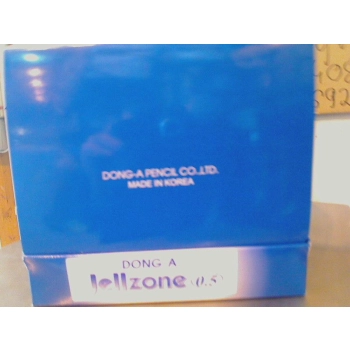 DONG-A PENCIL CO.,LTD.
MADE IN KOREA
DONG A
Jellzone (0.5)